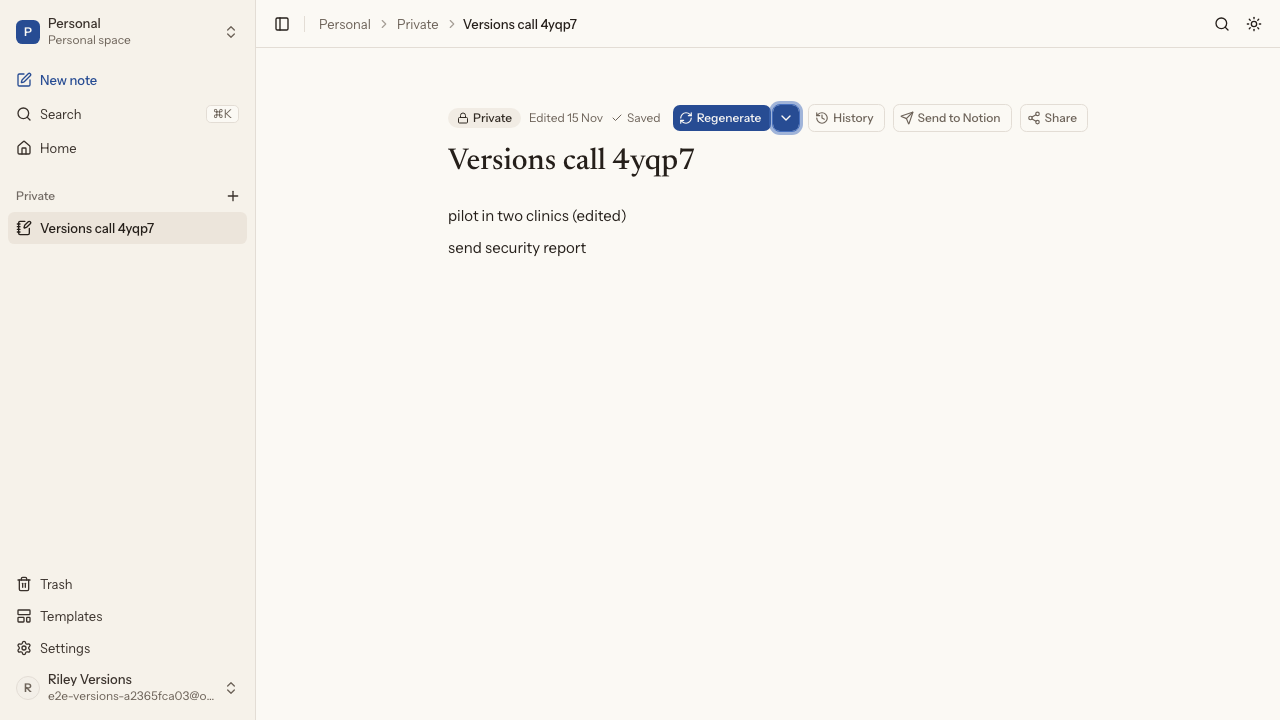 P
Personal
Personal space
New note
Search
⌘K
Home
Private
Versions call 4yqp7
Trash
Templates
Settings
R
Riley Versions
e2e-versions-a2365fca03@o...
Personal
Private
Versions call 4yqp7
Private
Edited 15 Nov
Saved
Regenerate
History
Send to Notion
Share
Versions call 4yqp7
pilot in two clinics (edited)
send security report